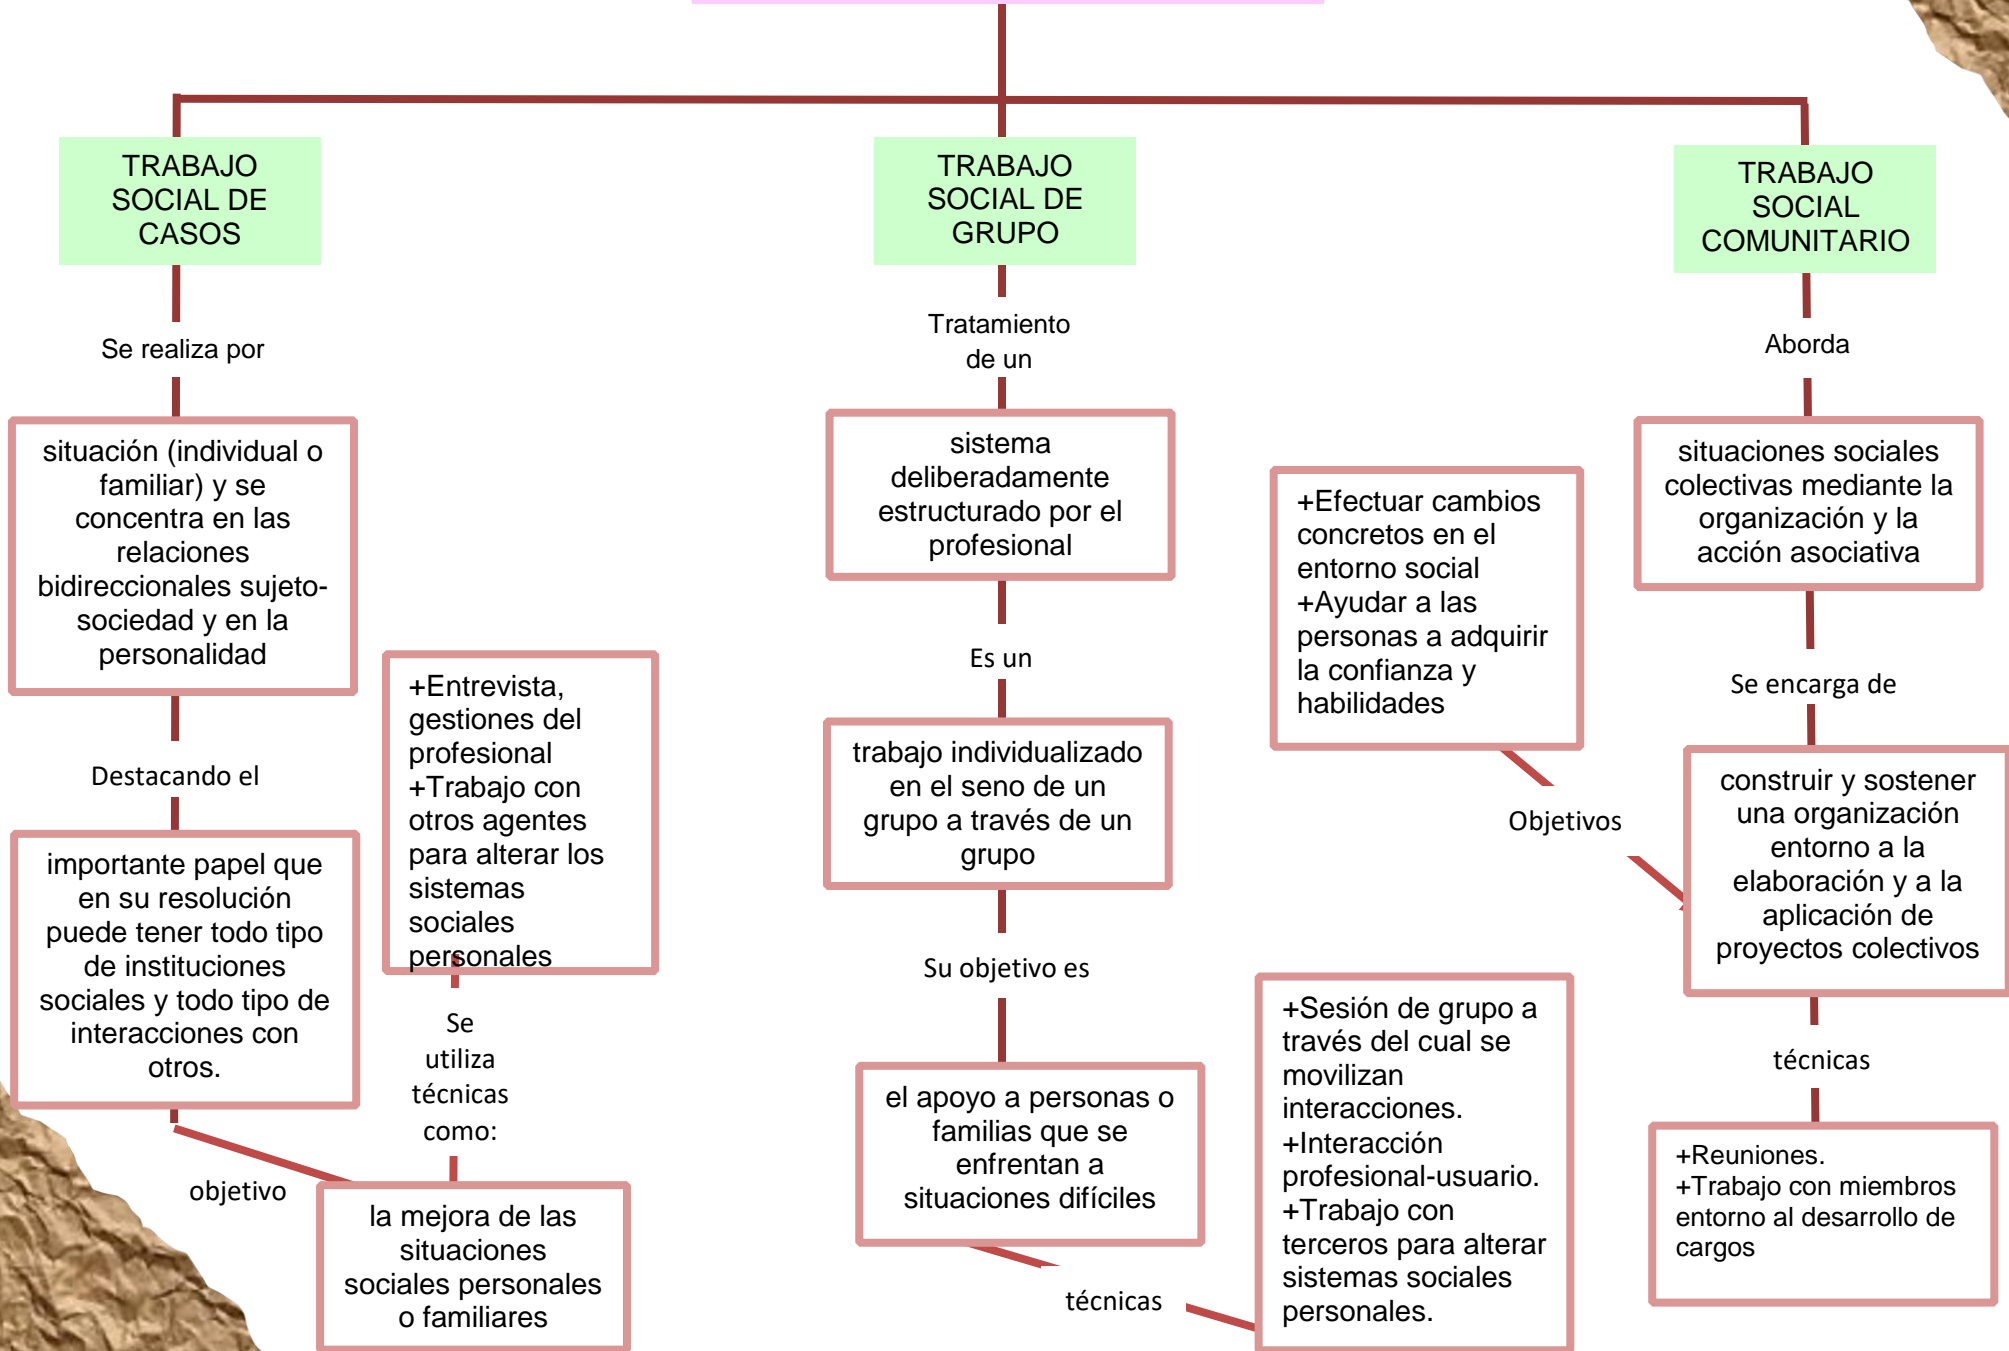 TRABAJO
SOCIAL DE
CASOS
Se realiza por
situación (individual o
familiar) y se
concentra en las
relaciones
bidireccionales sujeto-
sociedad y en la
personalidad
Destacando el
importante papel que
en su resolución
puede tener todo tipo
de instituciones
sociales y todo tipo de
interacciones con
otros.
objetivo
la mejora de las
situaciones
sociales personales
o familiares
Se
utiliza
técnicas
como:
+Entrevista,
gestiones del
profesional
+Trabajo con
otros agentes
para alterar los
sistemas
sociales
personales
TRABAJO
SOCIAL DE
GRUPO
Tratamiento
de un
sistema
deliberadamente
estructurado por el
profesional
Es un
trabajo individualizado
en el seno de un
grupo a través de un
grupo
Su objetivo es
el apoyo a personas o
familias que se
enfrentan a
situaciones difíciles
técnicas
+Sesión de grupo a
través del cual se
movilizan
interacciones.
+Interacción
profesional-usuario.
+Trabajo con
terceros para alterar
sistemas sociales
personales.
TRABAJO
SOCIAL
COMUNITARIO
Aborda
situaciones sociales
colectivas mediante la
organización y la
acción asociativa
Se encarga de
construir y sostener
una organización
entorno a la
elaboración y a la
aplicación de
proyectos colectivos
Objetivos
+Efectuar cambios
concretos en el
entorno social
+Ayudar a las
personas a adquirir
la confianza y
habilidades
técnicas
+Reuniones.
+Trabajo con miembros
entorno al desarrollo de
cargos